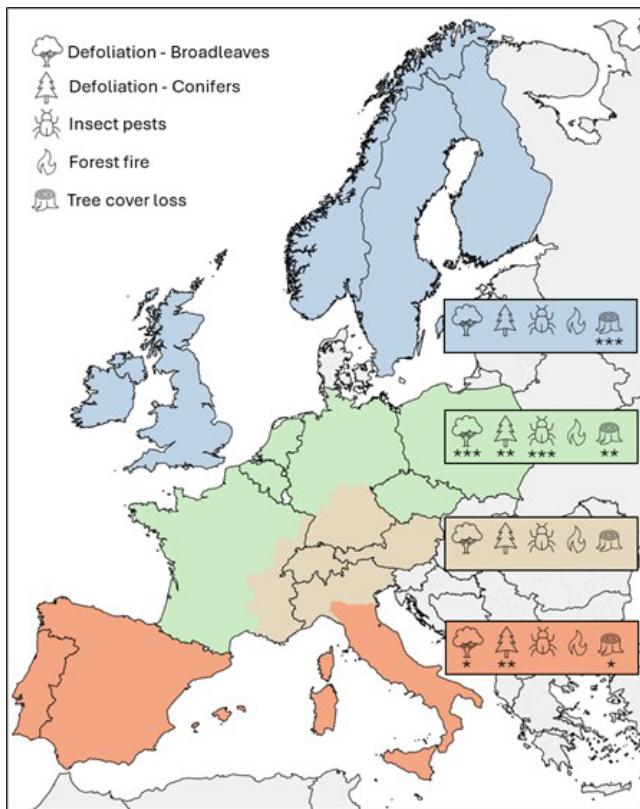 Defoliation - Broadleaves
Defoliation - Conifers
Insect pests
Forest fire
Tree cover loss
***
*** ** *** **
* ** *